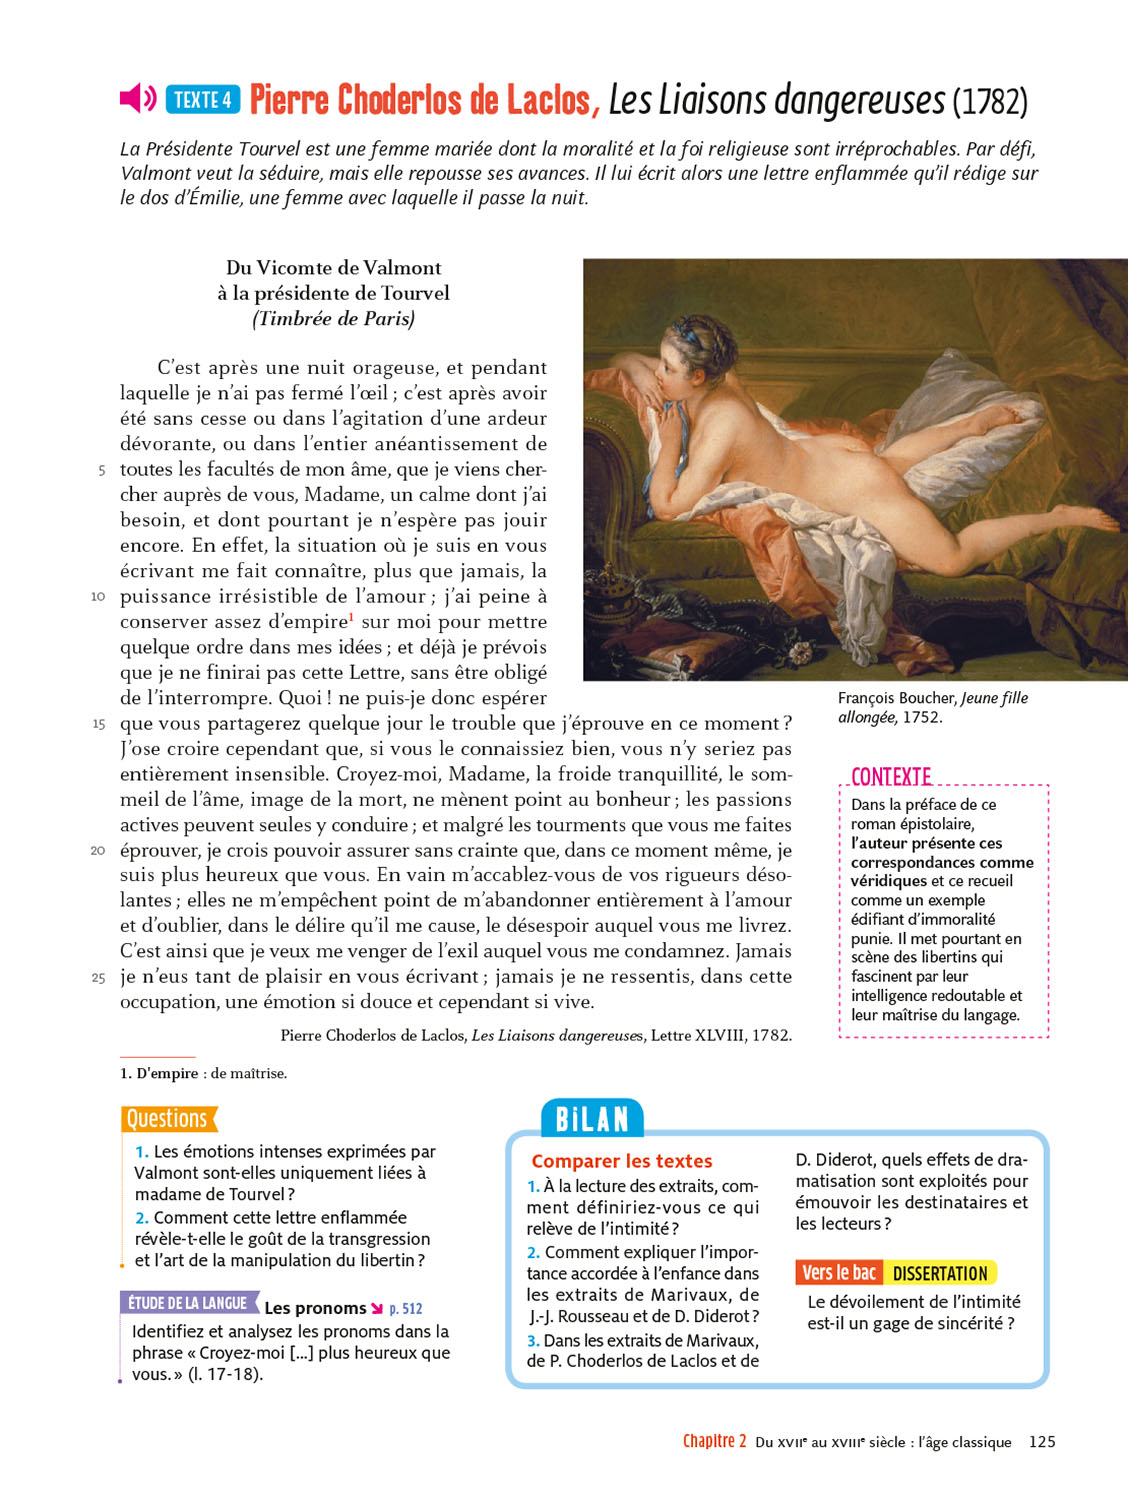 TEXTE 4 Pierre Choderlos de Laclos, Les Liaisons dangereuses (1782)
La Présidente Tourvel est une femme mariée dont la moralité et la foi religieuse sont irréprochables. Par défi,
Valmont veut la séduire, mais elle repousse ses avances. Il lui écrit alors une lettre enflammée qu’il rédige sur
le dos d’Émilie, une femme avec laquelle il passe la nuit.
Du Vicomte de Valmont
à la présidente de Tourvel
(Timbrée de Paris)
C’est après une nuit orageuse, et pendant
laquelle je n’ai pas fermé l’œil ; c’est après avoir
été sans cesse ou dans l’agitation d’une ardeur
dévorante, ou dans l’entier anéantissement de
5 toutes les facultés de mon âme, que je viens cher-
cher auprès de vous, Madame, un calme dont j’ai
besoin, et dont pourtant je n’espère pas jouir
encore. En effet, la situation où je suis en vous
écrivant me fait connaître, plus que jamais, la
10 puissance irrésistible de l’amour ; j’ai peine à
conserver assez d’empire1 sur moi pour mettre
quelque ordre dans mes idées ; et déjà je prévois
que je ne finirai pas cette Lettre, sans être obligé
de l’interrompre. Quoi ! ne puis-je donc espérer
15 que vous partagerez quelque jour le trouble que j’éprouve en ce moment ?
J’ose croire cependant que, si vous le connaissiez bien, vous n’y seriez pas
entièrement insensible. Croyez-moi, Madame, la froide tranquillité, le som-
meil de l’âme, image de la mort, ne mènent point au bonheur ; les passions
actives peuvent seules y conduire ; et malgré les tourments que vous me faites
20 éprouver, je crois pouvoir assurer sans crainte que, dans ce moment même, je
suis plus heureux que vous. En vain m’accablez-vous de vos rigueurs déso-
lantes ; elles ne m’empêchent point de m’abandonner entièrement à l’amour
et d’oublier, dans le délire qu’il me cause, le désespoir auquel vous me livrez.
C’est ainsi que je veux me venger de l’exil auquel vous me condamnez. Jamais
25 je n’eus tant de plaisir en vous écrivant ; jamais je ne ressentis, dans cette
occupation, une émotion si douce et cependant si vive.
Pierre Choderlos de Laclos, Les Liaisons dangereuses, Lettre XLVIII, 1782.
1. D'empire : de maîtrise.
François Boucher, Jeune fille
allongée, 1752.
CONTEXTE
Dans la préface de ce
roman épistolaire,
l’auteur présente ces
correspondances comme
véridiques et ce recueil
comme un exemple
édifiant d’immoralité
punie. Il met pourtant en
scène des libertins qui
fascinent par leur
intelligence redoutable et
leur maîtrise du langage.
Questions
1. Les émotions intenses exprimées par
Valmont sont-elles uniquement liées à
madame de Tourvel ?
2. Comment cette lettre enflammée
révèle-t-elle le goût de la transgression
et l’art de la manipulation du libertin ?
ÉTUDE DE LA LANGUE Les pronoms p. 512
Identifiez et analysez les pronoms dans la
phrase « Croyez-moi [...] plus heureux que
vous. » (l. 17-18).
BiLAN
Comparer les textes
1. À la lecture des extraits, com-
ment définiriez-vous ce qui
relève de l’intimité ?
2. Comment expliquer l’impor-
tance accordée à l’enfance dans
les extraits de Marivaux, de
J.-J. Rousseau et de D. Diderot ?
3. Dans les extraits de Marivaux,
de P. Choderlos de Laclos et de
D. Diderot, quels effets de dra-
matisation sont exploités pour
émouvoir les destinataires et
les lecteurs ?
Vers le bac DISSERTATION
Le dévoilement de l’intimité
est-il un gage de sincérité ?
Chapitre 2 Du XVIIe au XVIIIe siècle : l’âge classique 125